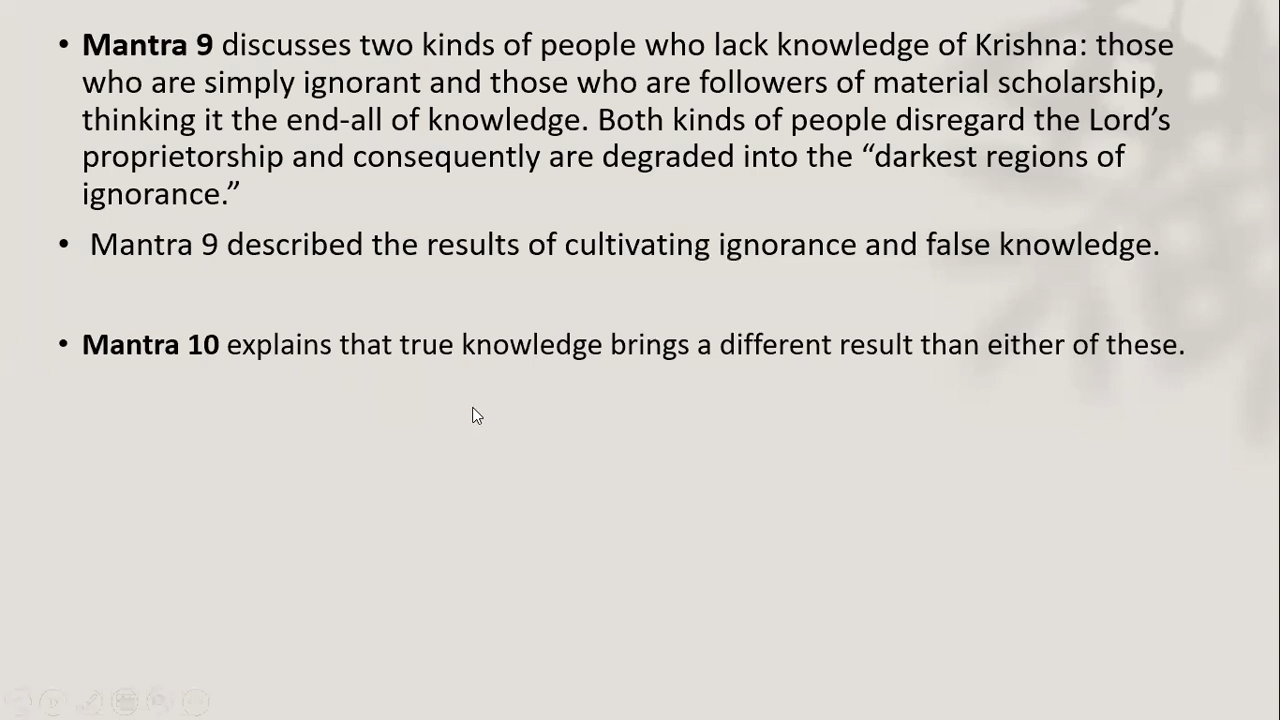 • Mantra 9 discusses two kinds of people who lack knowledge of Krishna: those
who are simply ignorant and those who are followers of material scholarship,
thinking it the end-all of knowledge. Both kinds of people disregard the Lord’s
proprietorship and consequently are degraded into the “darkest regions of
ignorance.”
• Mantra 9 described the results of cultivating ignorance and false knowledge.
• Mantra 10 explains that true knowledge brings a different result than either of these.